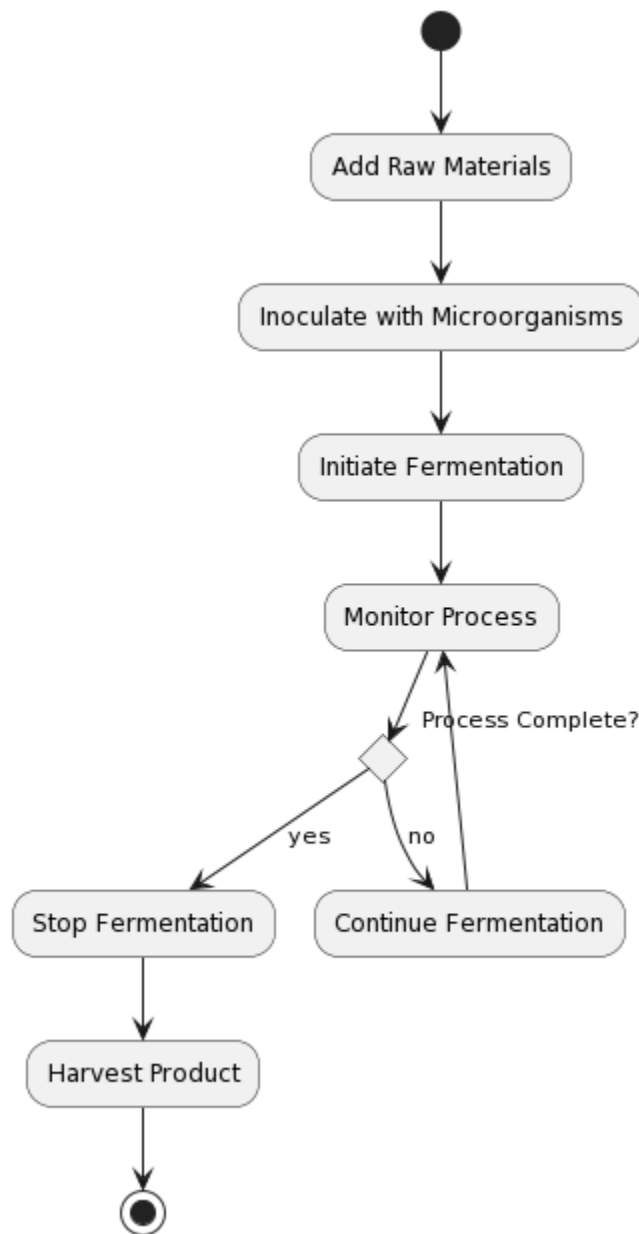 Add Raw Materials
Inoculate with Microorganisms
Initiate Fermentation
Monitor Process
Process Complete?
yes
no
Stop Fermentation
Continue Fermentation
Harvest Product